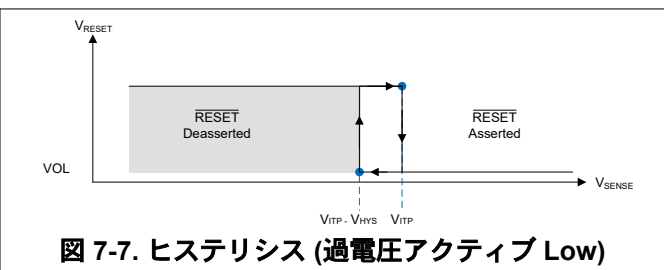 VRESET
RESET
Deasserted
RESET
Asserted
VOL
VSENSE
VITP - VHYS
VITP
図 7-7. ヒステリシス (過電圧アクティブ Low)